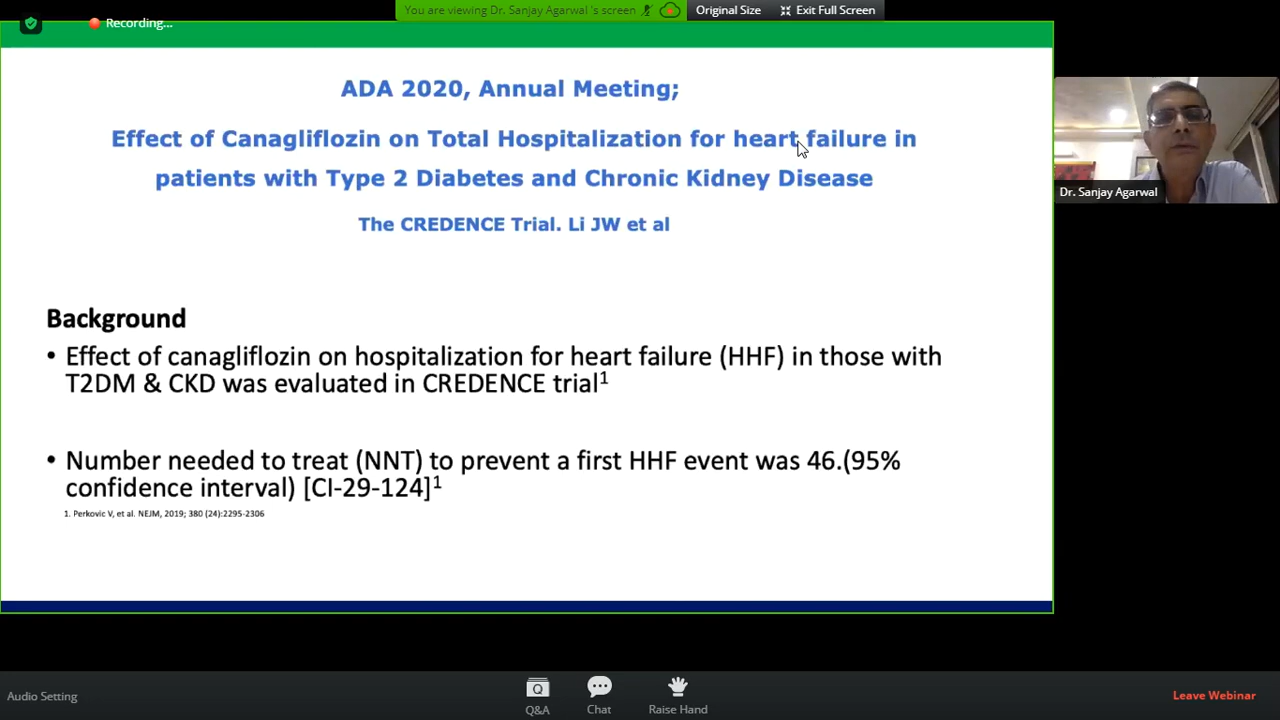 You are viewing Dr. Sanjay Agarwal 's screen
Original Size
Exit Full Screen
Recording...
ADA 2020, Annual Meeting;
Effect of Canagliflozin on Total Hospitalization for heart failure in
patients with Type 2 Diabetes and Chronic Kidney Disease
The CREDENCE Trial. Li JW et al
Dr. Sanjay Agarwal
Background
• Effect of canagliflozin on hospitalization for heart failure (HHF) in those with
T2DM & CKD was evaluated in CREDENCE trial1
• Number needed to treat (NNT) to prevent a first HHF event was 46.(95%
confidence interval) [CI-29-124]1
1. Perkovic V, et al. NEJM, 2019; 380 (24):2295-2306
Audio Setting
Q&A
Chat
Raise Hand
Leave Webinar